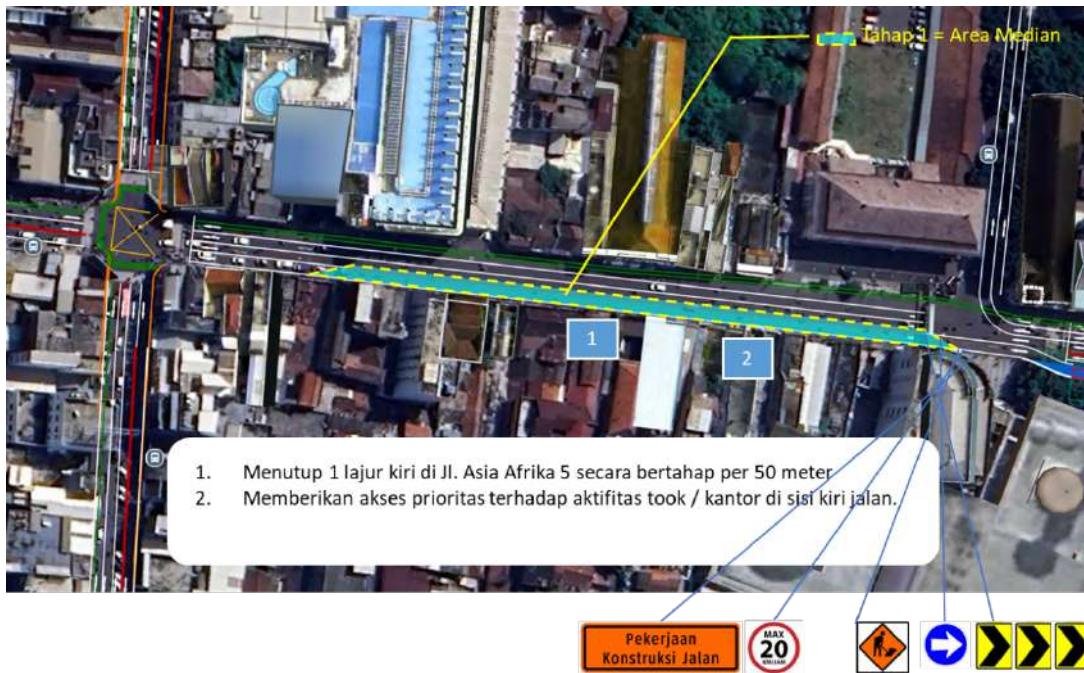 Tahap 1 = Area Median
1
2
1. Menutup 1 lajur kiri di Jl. Asia Afrika 5 secara bertahap per 50 meter
2. Memberikan akses prioritas terhadap aktifitas took / kantor di sisi kiri jalan.
Pekerjaan
Konstruksi Jalan
MAX
20
KM/JAM